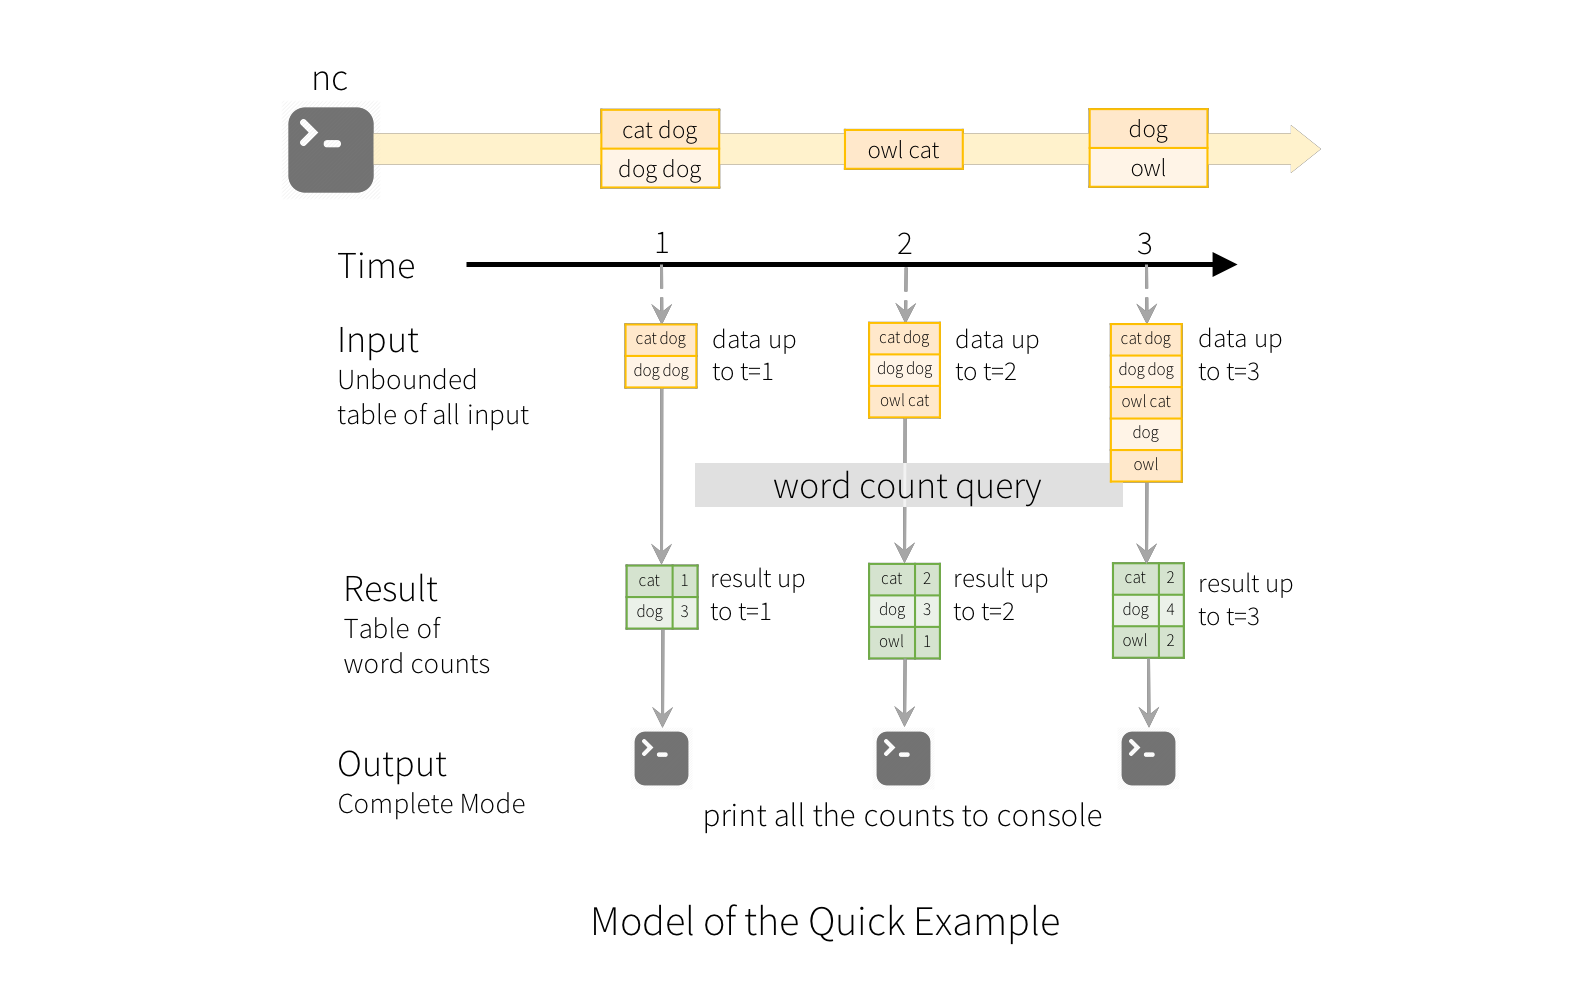 nc
cat dog
dog dog
owl cat
dog
owl
Time
1
2
3
Input
Unbounded
table of all input
cat dog
dog dog
data up
to t=1
cat dog
dog dog
owl cat
data up
to t=2
cat dog
dog dog
owl cat
dog
owl
data up
to t=3
word count query
Result
Table of
word counts
cat 1
dog 3
result up
to t=1
cat 2
dog 3
owl 1
result up
to t=2
cat 2
dog 4
owl 2
result up
to t=3
Output
Complete Mode
print all the counts to console
Model of the Quick Example